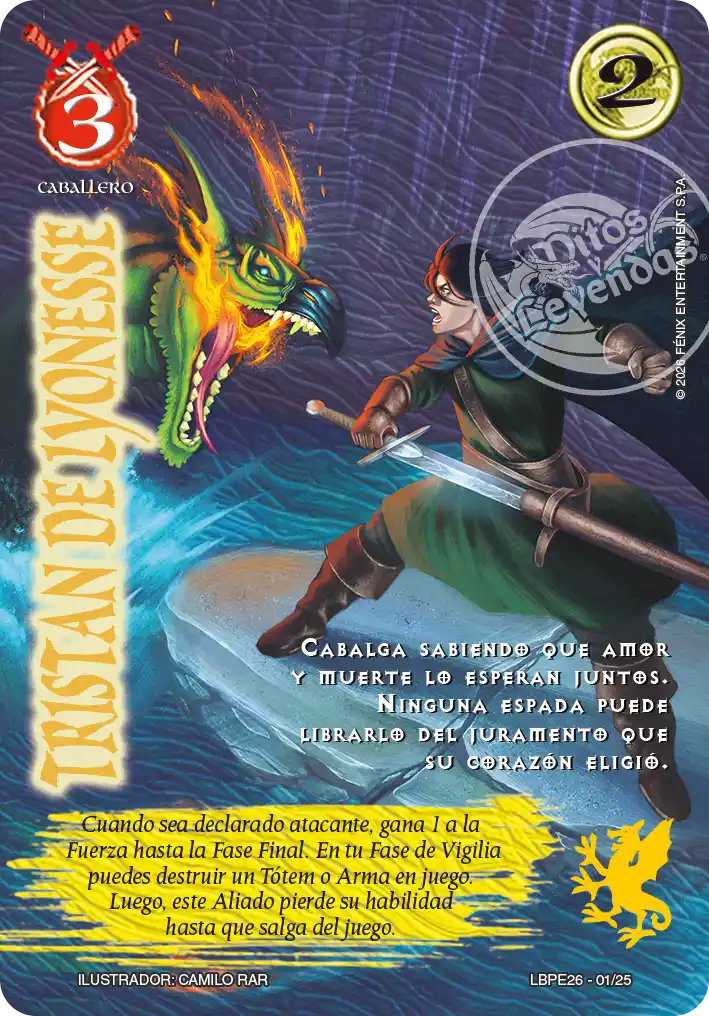 3
2
CABALLERO
TRISTAN DE LYONESSE
Mitos
y
Leyendas®
© 2026 FÉNIX ENTERTAINMENT S.P.A.
Cabalga sabiendo que amor
y muerte lo esperan juntos.
Ninguna espada puede
librarlo del juramento que
su corazón eligió.
Cuando sea declarado atacante, gana 1 a la
Fuerza hasta la Fase Final. En tu Fase de Vigilia
puedes destruir un Tótem o Arma en juego.
Luego, este Aliado pierde su habilidad
hasta que salga del juego.
ILUSTRADOR: CAMILO RAR
LBPE26 - 01/25